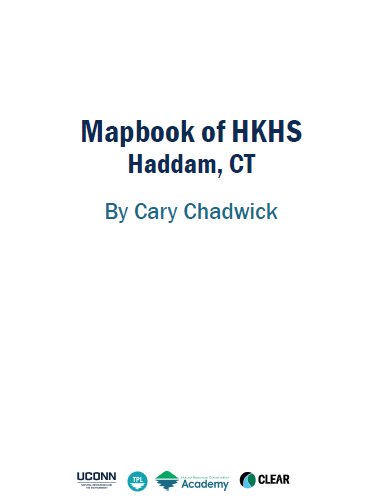 Mapbook of HKHS
Haddam, CT
By Cary Chadwick
UCONN
TPL
Academy
CLEAR